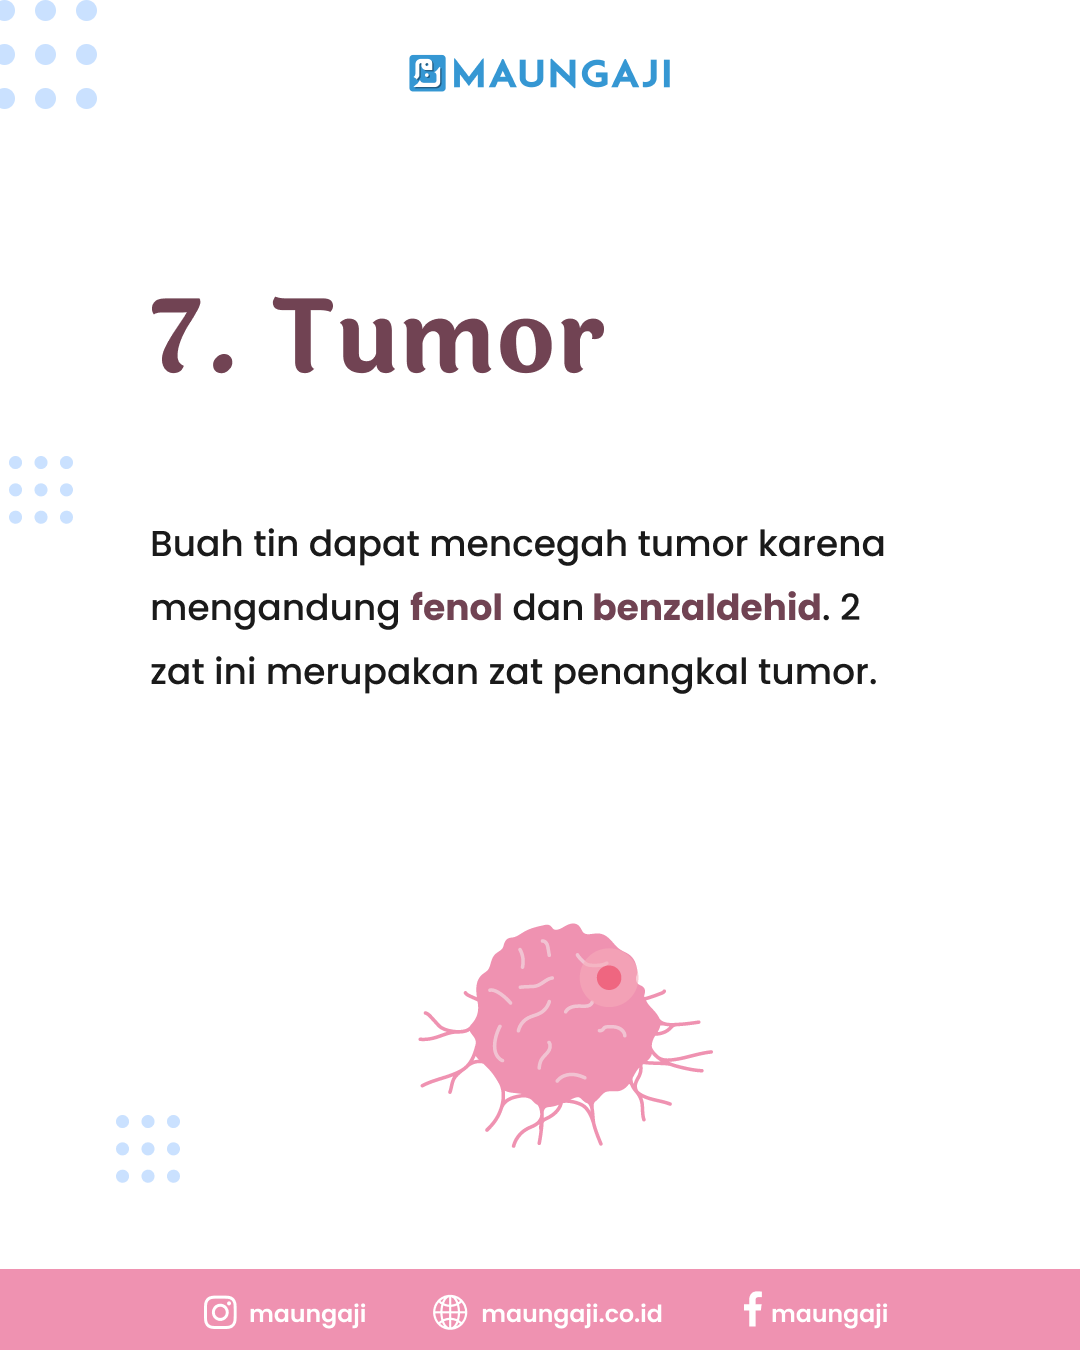 MAUNGAJI
7. Tumor
Buah tin dapat mencegah tumor karena
mengandung fenol dan benzaldehid. 2
zat ini merupakan zat penangkal tumor.
maungaji
maungaji.co.id
maungaji